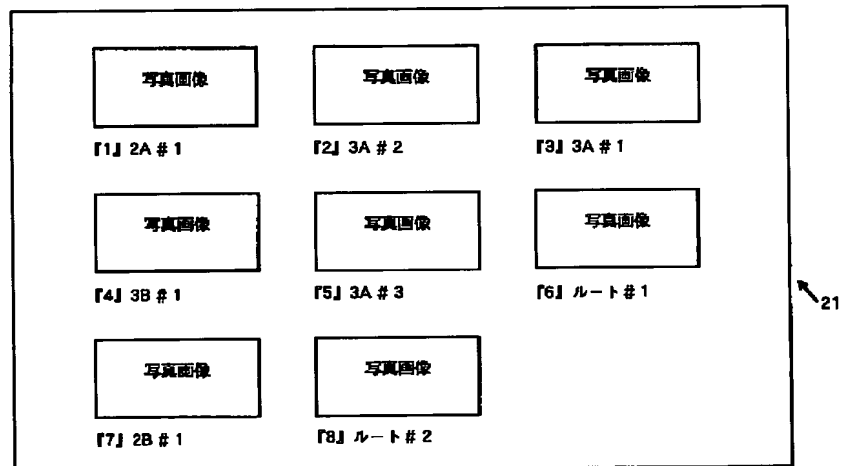 写真画像 写真画像 写真画像
『1』 2A # 1 『2』 3A # 2 『3』 3A # 1
写真画像 写真画像 写真画像
『4』 3B # 1 『5』 3A # 3 『6』 ルート # 1
21
写真画像 写真画像
『7』 2B # 1 『8』 ルート # 2